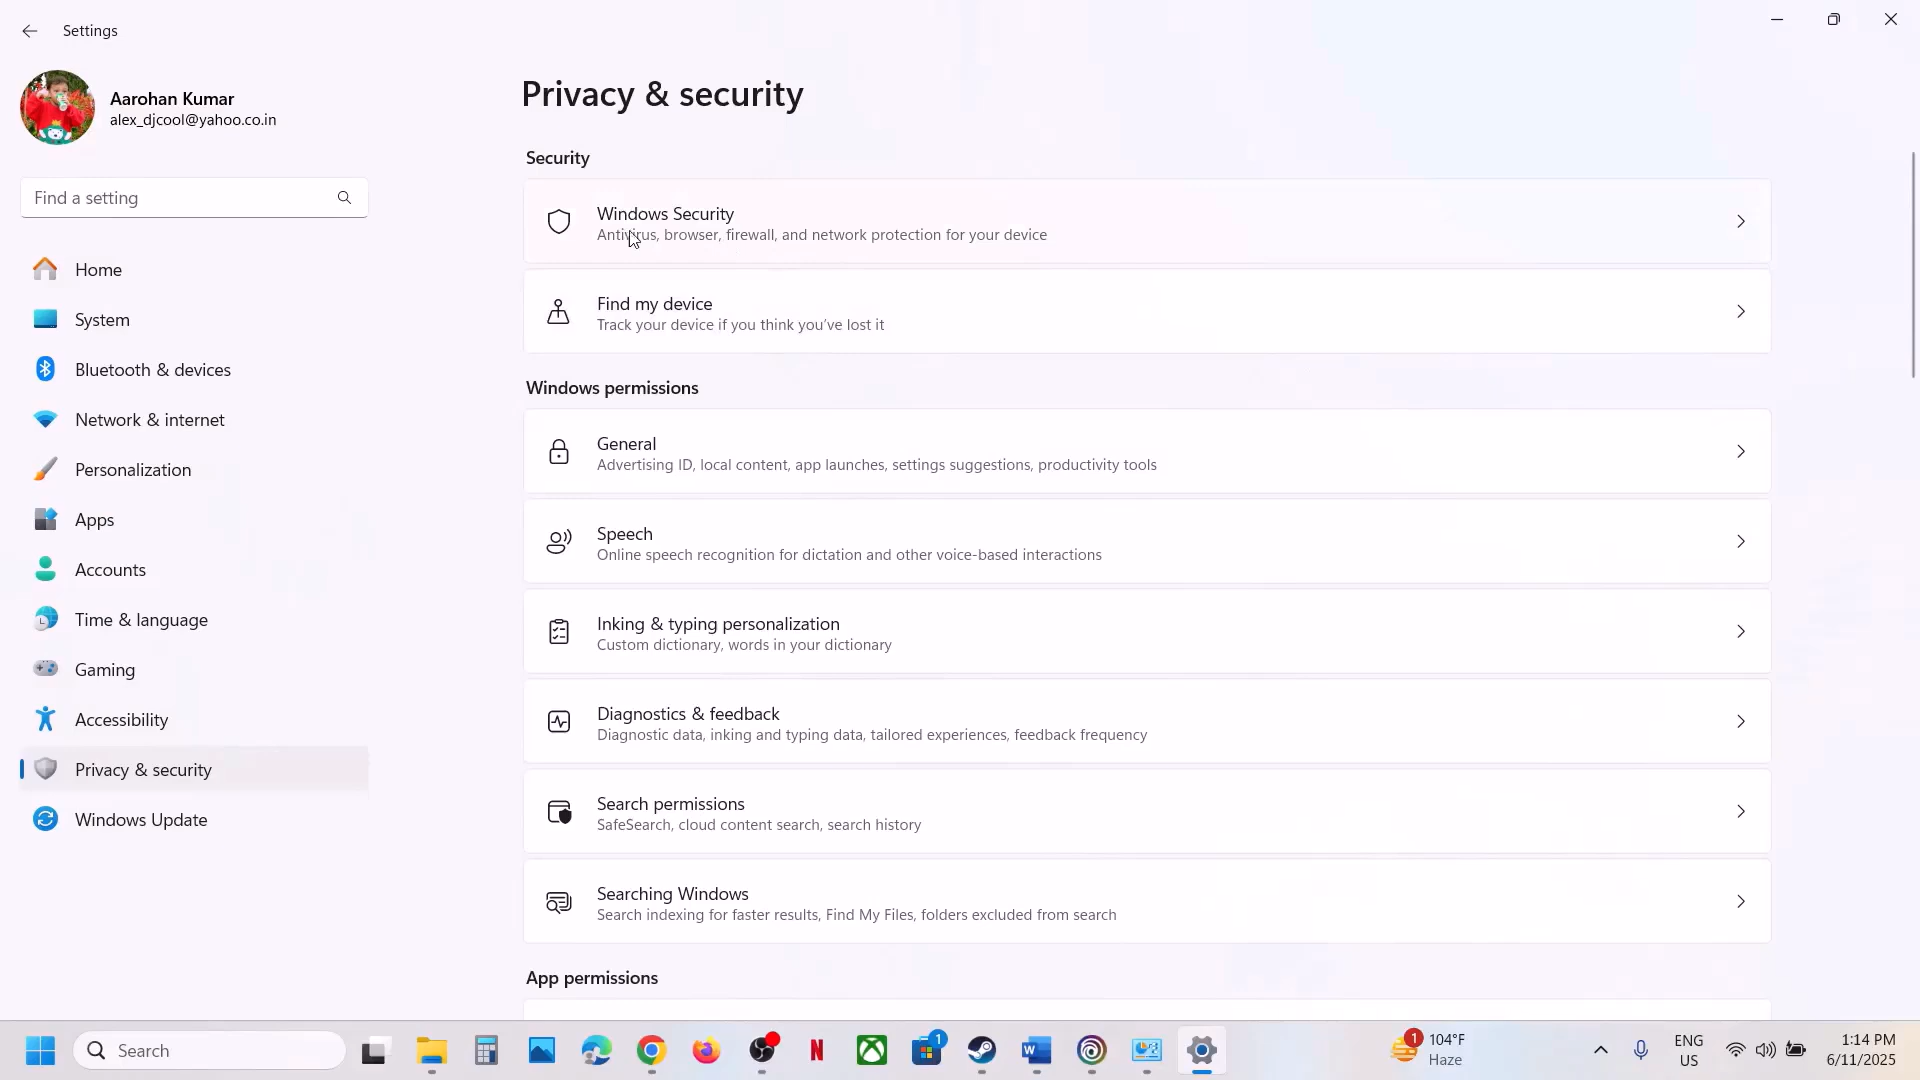 Settings
Aarohan Kumar
alex_djcool@yahoo.co.in
Find a setting
Home
System
Bluetooth & devices
Network & internet
Personalization
Apps
Accounts
Time & language
Gaming
Accessibility
Privacy & security
Windows Update
Privacy & security
Security
Windows Security
Antivirus, browser, firewall, and network protection for your device
Find my device
Track your device if you think you've lost it
Windows permissions
General
Advertising ID, local content, app launches, settings suggestions, productivity tools
Speech
Online speech recognition for dictation and other voice-based interactions
Inking & typing personalization
Custom dictionary, words in your dictionary
Diagnostics & feedback
Diagnostic data, inking and typing data, tailored experiences, feedback frequency
Search permissions
SafeSearch, cloud content search, search history
Searching Windows
Search indexing for faster results, Find My Files, folders excluded from search
App permissions
Search
N
1
W
1
104°F
Haze
ENG
US
1:14 PM
6/11/2025